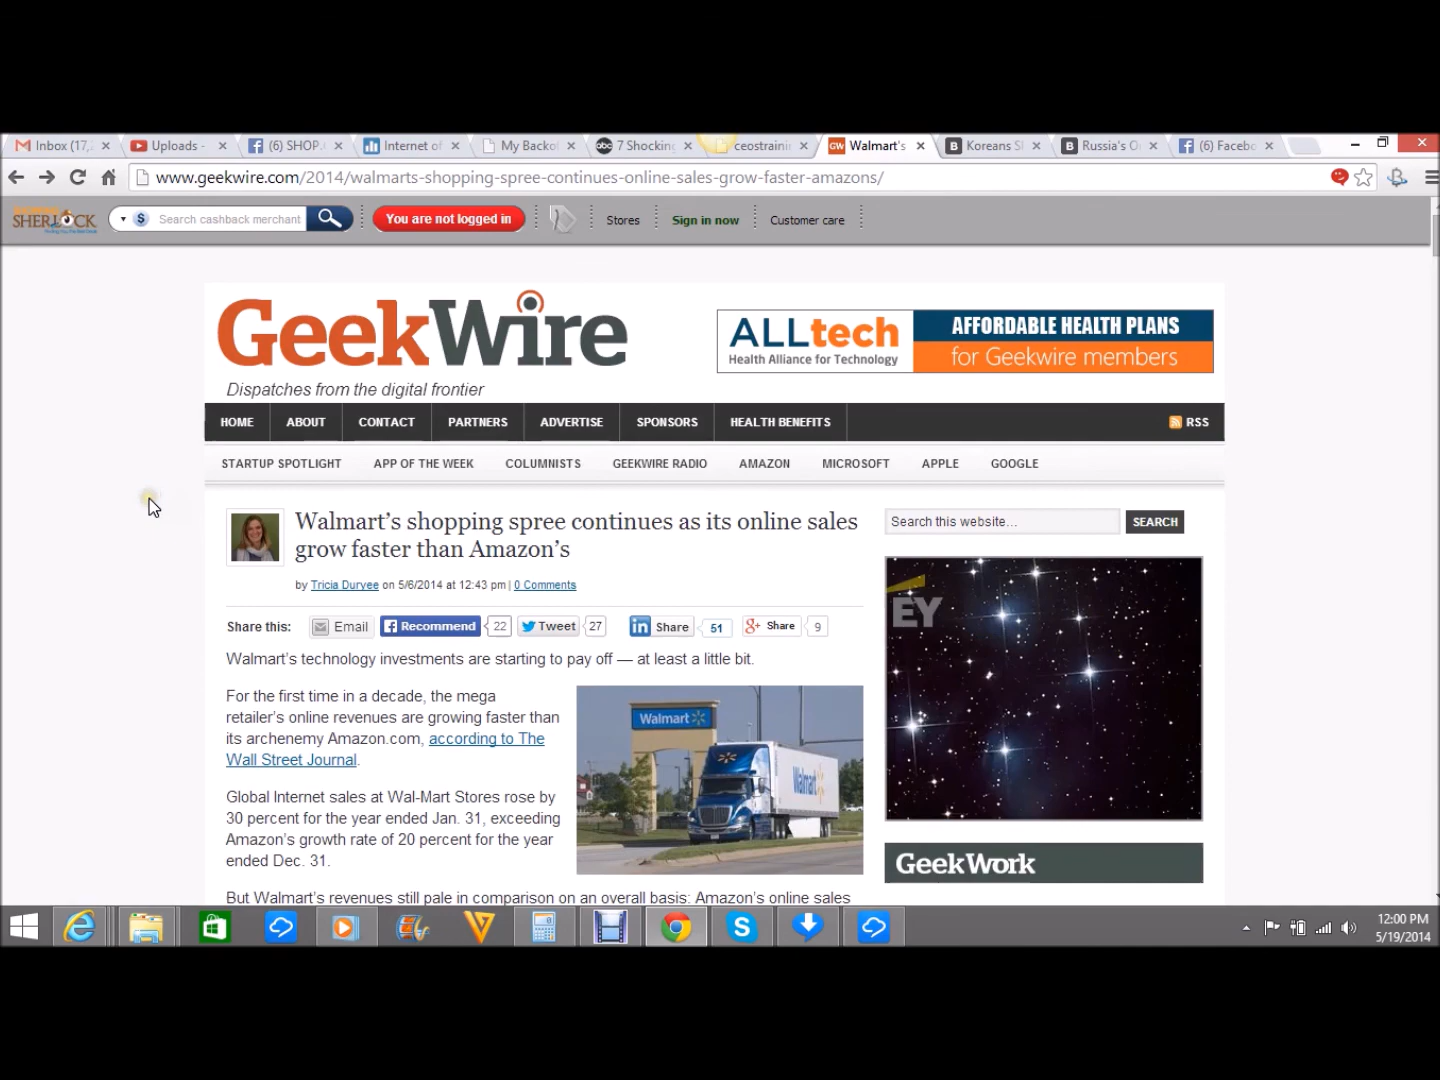 Inbox (17,
Uploads -
(6) SHOP.
Internet of
My Backo
abc 7 Shocking
ceostraini
GW Walmart's
B Koreans S
B Russia's O
(6) Facebo
www.geekwire.com/2014/walmarts-shopping-spree-continues-online-sales-grow-faster-amazons/
SHERLOCK
$ Search cashback merchant
You are not logged in
Stores
Sign in now
Customer care
GeekWire
Dispatches from the digital frontier
ALLtech
Health Alliance for Technology
AFFORDABLE HEALTH PLANS
for Geekwire members
HOME ABOUT CONTACT PARTNERS ADVERTISE SPONSORS HEALTH BENEFITS RSS
STARTUP SPOTLIGHT APP OF THE WEEK COLUMNISTS GEEKWIRE RADIO AMAZON MICROSOFT APPLE GOOGLE
Walmart's shopping spree continues as its online sales
grow faster than Amazon's
by Tricia Duryee on 5/6/2014 at 12:43 pm | 0 Comments
Search this website... SEARCH
Share this: Email Recommend 22 Tweet 27 in Share 51 g+ Share 9
EY
Walmart's technology investments are starting to pay off — at least a little bit.
For the first time in a decade, the mega
retailer's online revenues are growing faster than
its archenemy Amazon.com, according to The
Wall Street Journal.
Walmart
Walmart
Global Internet sales at Wal-Mart Stores rose by
30 percent for the year ended Jan. 31, exceeding
Amazon's growth rate of 20 percent for the year
ended Dec. 31.
GeekWork
But Walmart's revenues still pale in comparison on an overall basis: Amazon's online sales
12:00 PM
5/19/2014